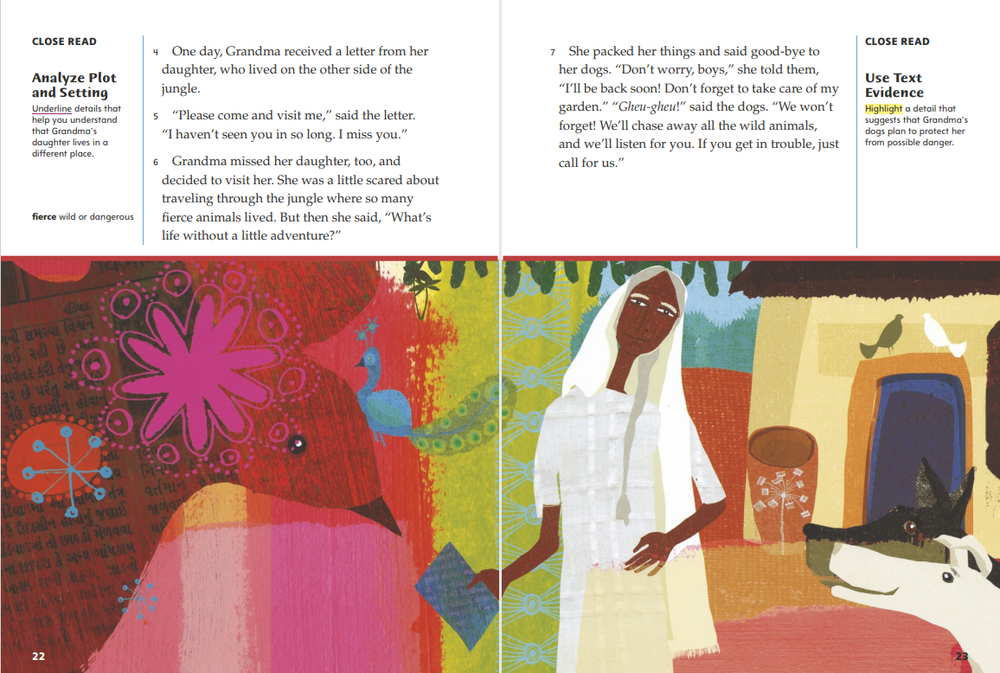 CLOSE READ
Analyze Plot
and Setting
Underline details that
help you understand
that Grandma's
daughter lives in a
different place.
fierce wild or dangerous
4 One day, Grandma received a letter from her
daughter, who lived on the other side of the
jungle.
5 “Please come and visit me,” said the letter.
“I haven’t seen you in so long. I miss you.”
6 Grandma missed her daughter, too, and
decided to visit her. She was a little scared about
traveling through the jungle where so many
fierce animals lived. But then she said, “What’s
life without a little adventure?”
22
7 She packed her things and said good-bye to
her dogs. “Don’t worry, boys,” she told them,
“I’ll be back soon! Don’t forget to take care of my
garden.” “Gheu-gheu!” said the dogs. “We won’t
forget! We’ll chase away all the wild animals,
and we’ll listen for you. If you get in trouble, just
call for us.”
CLOSE READ
Use Text
Evidence
Highlight a detail that
suggests that Grandma’s
dogs plan to protect her
from possible danger.
23